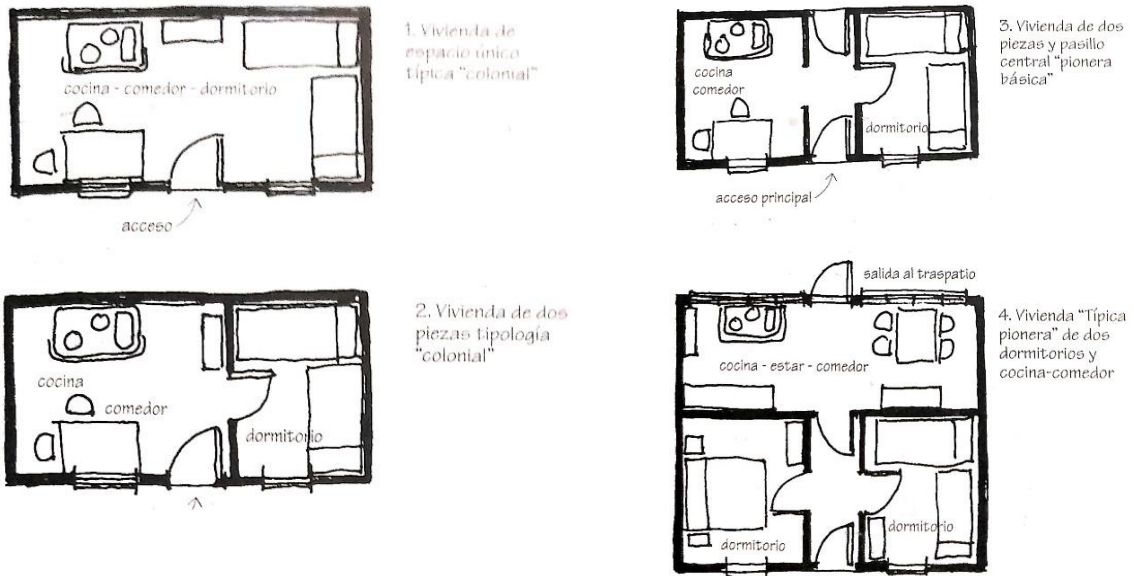 1. Vivienda de
espacio único
típica "colonial"
cocina - comedor - dormitorio
acceso
2. Vivienda de dos
piezas tipología
"colonial"
cocina
comedor
dormitorio
3. Vivienda de dos
piezas y pasillo
central "pionera
básica"
cocina
comedor
dormitorio
acceso principal
4. Vivienda "Típica
pionera" de dos
dormitorios y
cocina-comedor
salida al traspatio
cocina - estar - comedor
dormitorio
dormitorio